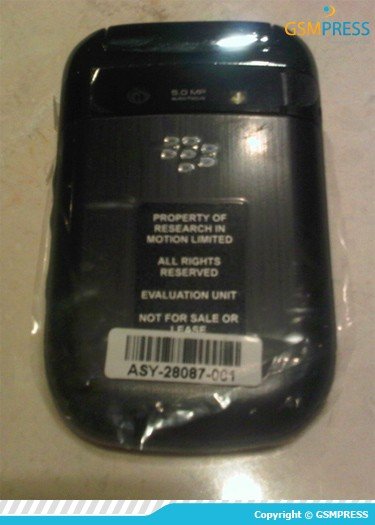 GSMPRESS
5.0 MP
PROPERTY OF
RESEARCH IN
MOTION LIMITED
ALL RIGHTS
RESERVED
EVALUATION UNIT
NOT FOR SALE OR
LEASE
ASY-28087-001
Copyright © GSMPRESS